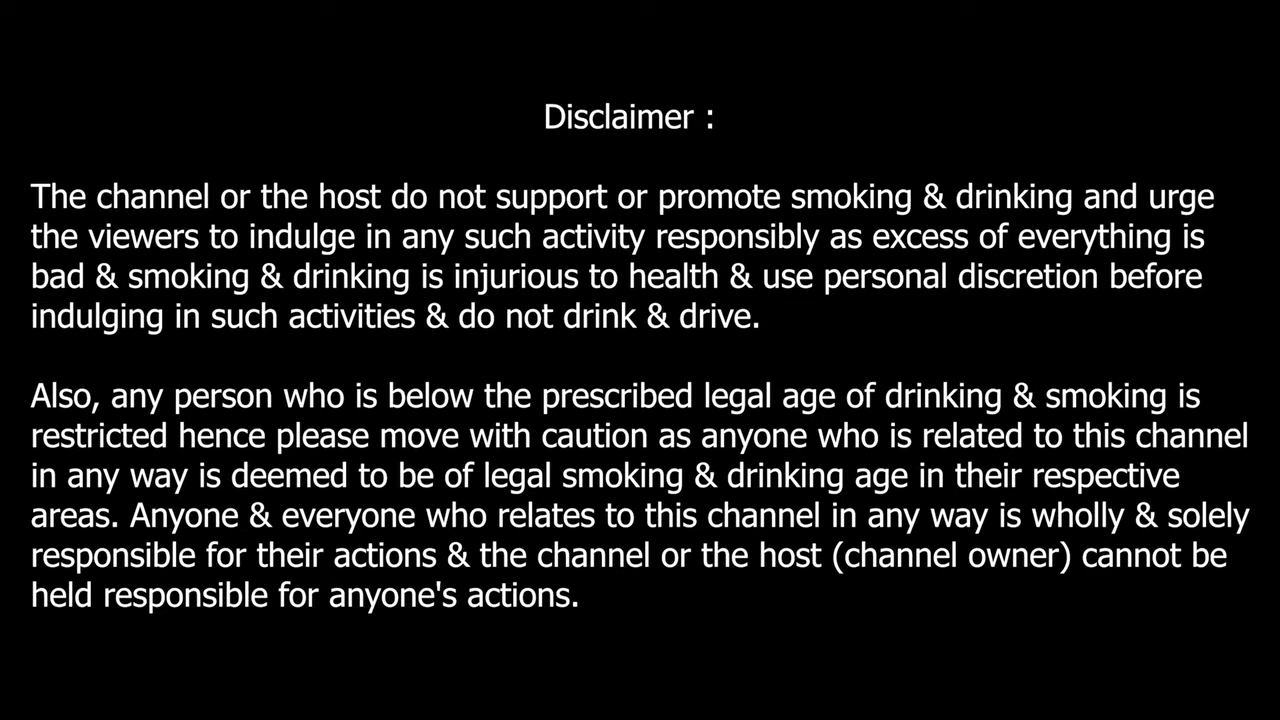 Disclaimer :
The channel or the host do not support or promote smoking & drinking and urge
the viewers to indulge in any such activity responsibly as excess of everything is
bad & smoking & drinking is injurious to health & use personal discretion before
indulging in such activities & do not drink & drive.
Also, any person who is below the prescribed legal age of drinking & smoking is
restricted hence please move with caution as anyone who is related to this channel
in any way is deemed to be of legal smoking & drinking age in their respective
areas. Anyone & everyone who relates to this channel in any way is wholly & solely
responsible for their actions & the channel or the host (channel owner) cannot be
held responsible for anyone's actions.